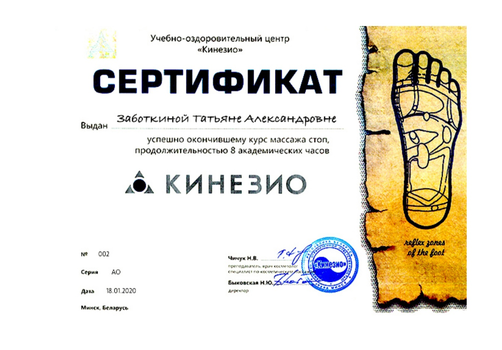 Учебно-оздоровительный центр
«Кинезио»
СЕРТИФИКАТ
Выдан Заботкиной Татьяне Александровне
успешно окончившему курс массажа стоп,
продолжительностью 8 академических часов
КИНЕЗИО
№ 002
Серия АО
Дата 18.01.2020
Минск, Беларусь
Чичук Н.В.
преподаватель
Быковская Н.Ю.
директор
«Кинезио»
reflex zones
of the foot